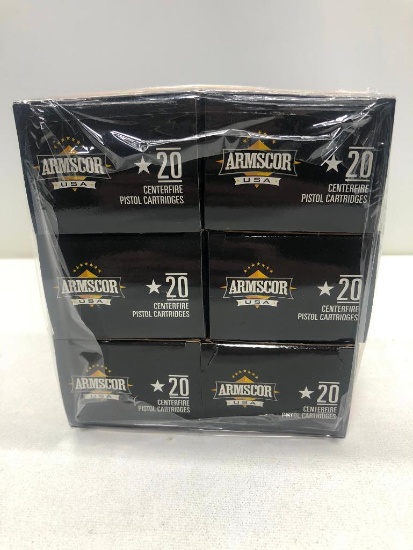 ARMSCOR
USA
★20
CENTERFIRE
PISTOL CARTRIDGES
ARMSCOR
USA
★20
CENTERFIRE
PISTOL CARTRIDGES
ARMSCOR
USA
★20
CENTERFIRE
PISTOL CARTRIDGES
ARMSCOR
USA
★20
CENTERFIRE
PISTOL CARTRIDGES
ARMSCOR
USA
★20
CENTERFIRE
PISTOL CARTRIDGES
ARMSCOR
USA
★20
CENTERFIRE
PISTOL CARTRIDGES